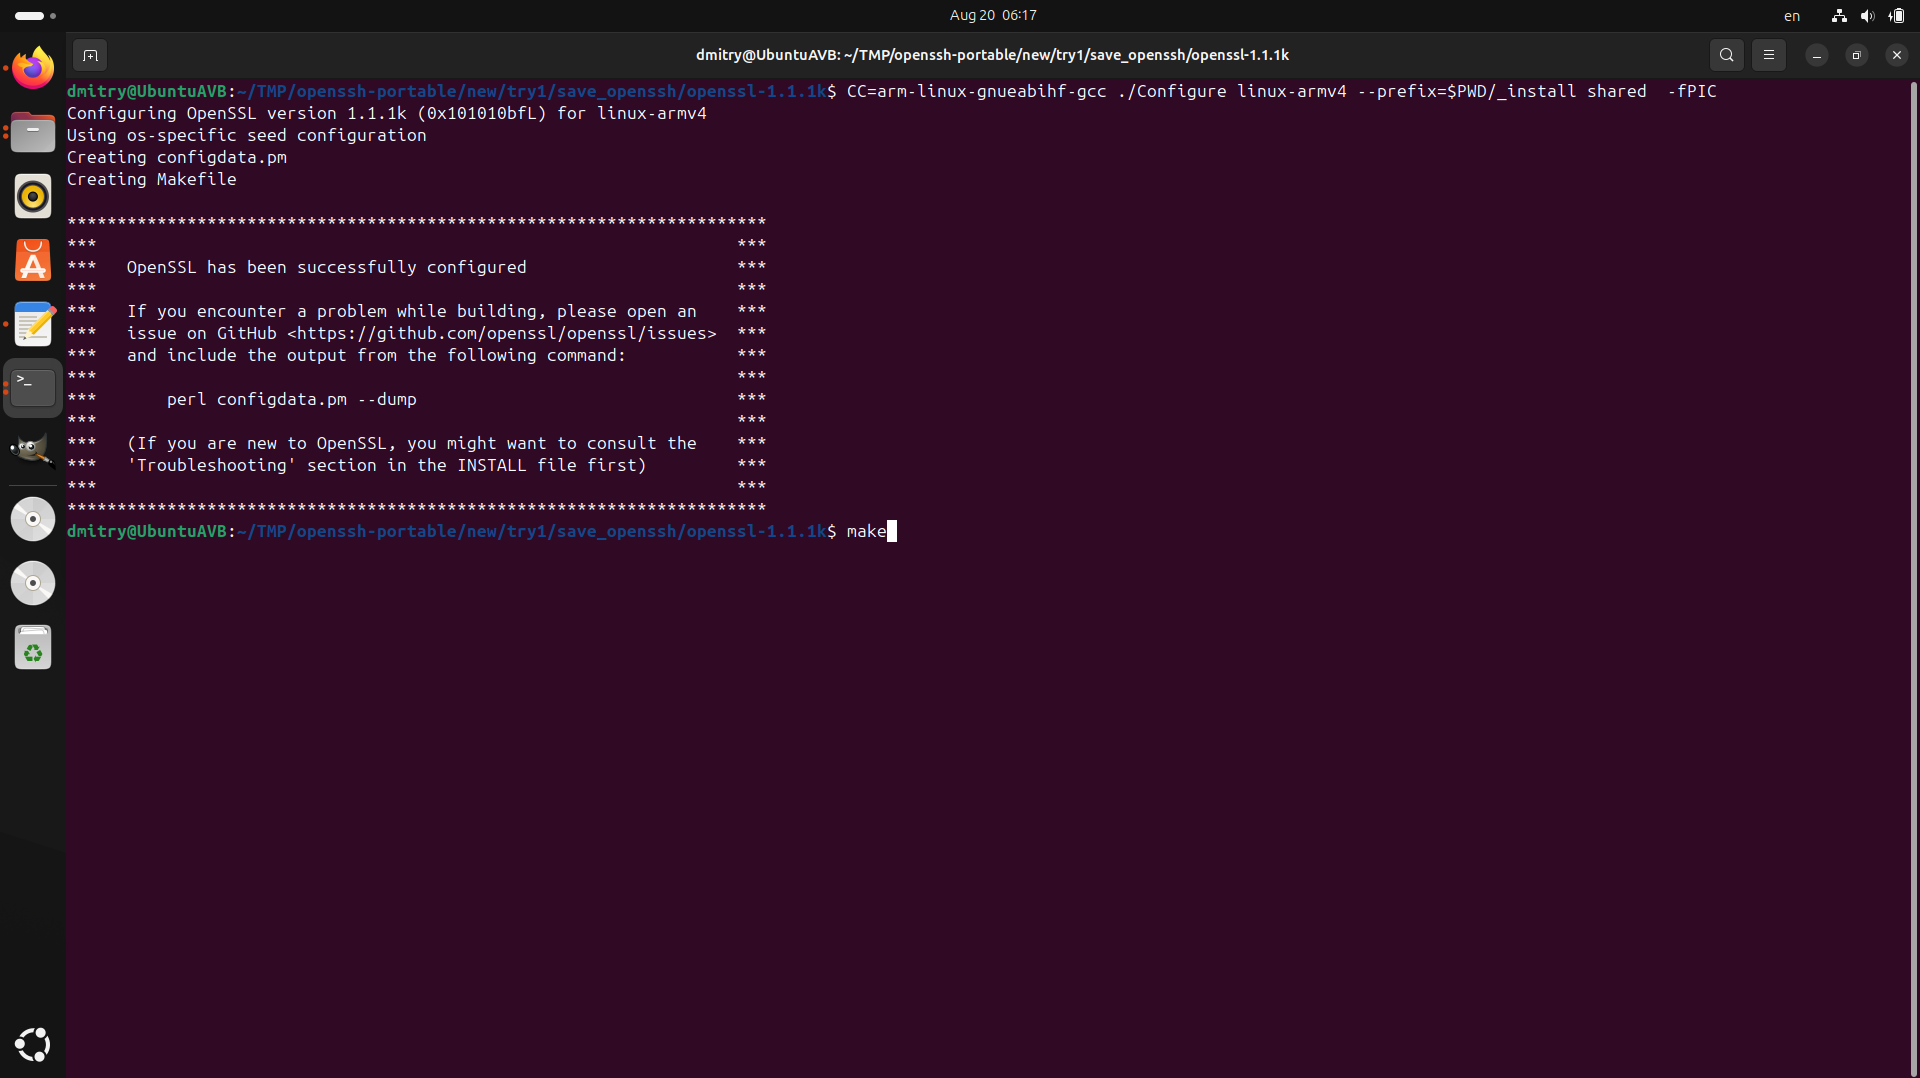 Aug 20 06:17
en
dmitry@UbuntuAVB: ~/TMP/openssh-portable/new/try1/save_openssh/openssl-1.1.1k
dmitry@UbuntuAVB:~/TMP/openssh-portable/new/try1/save_openssh/openssl-1.1.1k$ CC=arm-linux-gnueabihf-gcc ./Configure linux-armv4 --prefix=$PWD/_install shared  -fPIC
Configuring OpenSSL version 1.1.1k (0x101010bfL) for linux-armv4
Using os-specific seed configuration
Creating configdata.pm
Creating Makefile
**********************************************************************
***                                                                ***
***   OpenSSL has been successfully configured                     ***
***                                                                ***
***   If you encounter a problem while building, please open an    ***
***   issue on GitHub <https://github.com/openssl/openssl/issues>  ***
***   and include the output from the following command:           ***
***                                                                ***
***       perl configdata.pm --dump                                ***
***                                                                ***
***   (If you are new to OpenSSL, you might want to consult the    ***
***   'Troubleshooting' section in the INSTALL file first)         ***
***                                                                ***
**********************************************************************
dmitry@UbuntuAVB:~/TMP/openssh-portable/new/try1/save_openssh/openssl-1.1.1k$ make